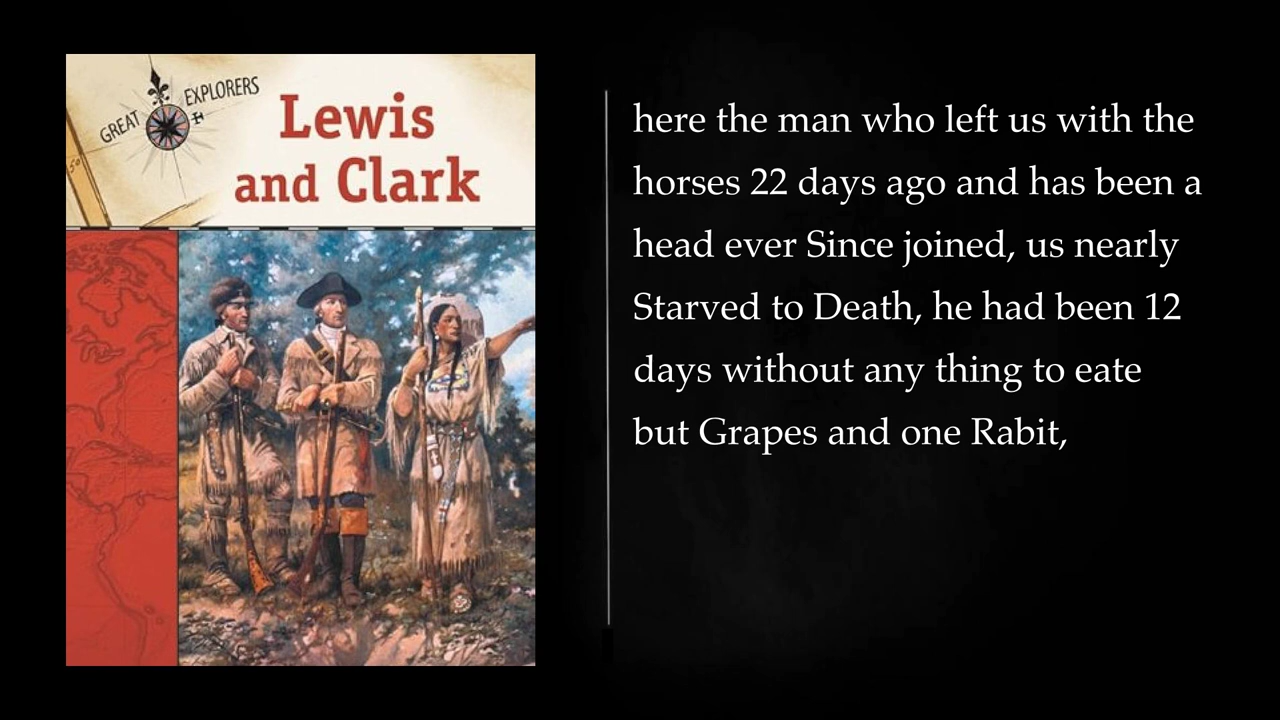 GREAT EXPLORERS
Lewis
and Clark
here the man who left us with the
horses 22 days ago and has been a
head ever Since joined, us nearly
Starved to Death, he had been 12
days without any thing to eate
but Grapes and one Rabit,